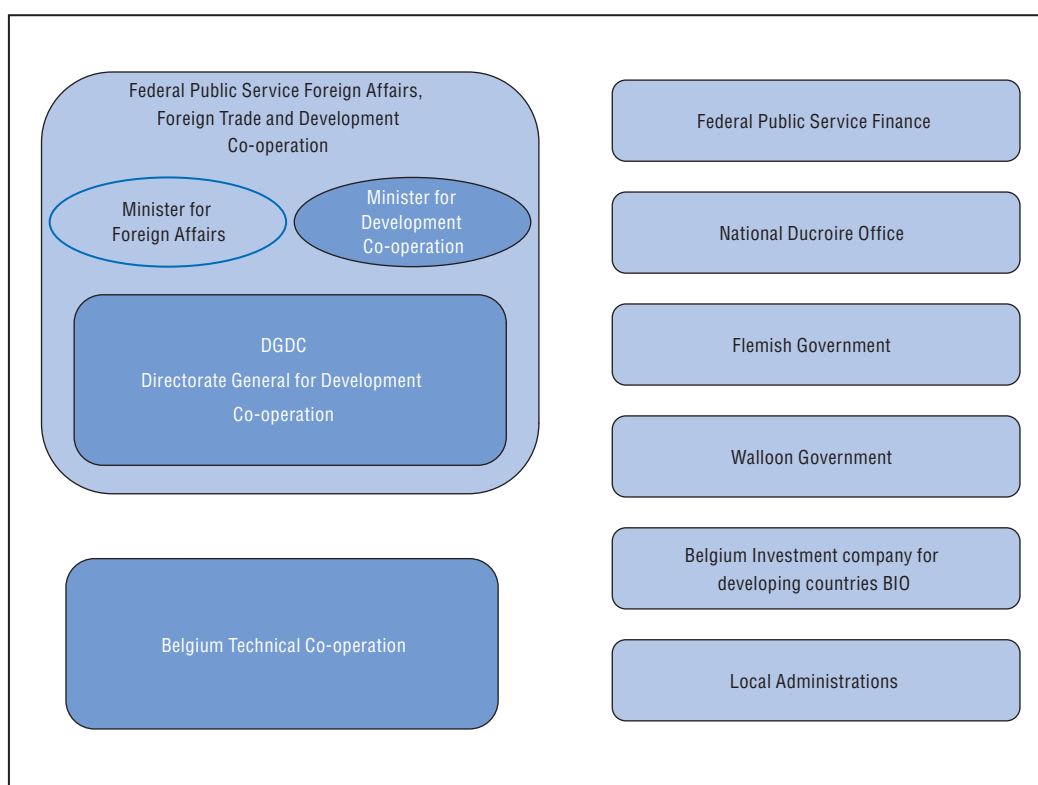 Federal Public Service Foreign Affairs,
Foreign Trade and Development
Co-operation
Minister for
Foreign Affairs
Minister for
Development
Co-operation
DGDC
Directorate General for Development
Co-operation
Belgium Technical Co-operation
Federal Public Service Finance
National Ducroire Office
Flemish Government
Walloon Government
Belgium Investment company for
developing countries BIO
Local Administrations